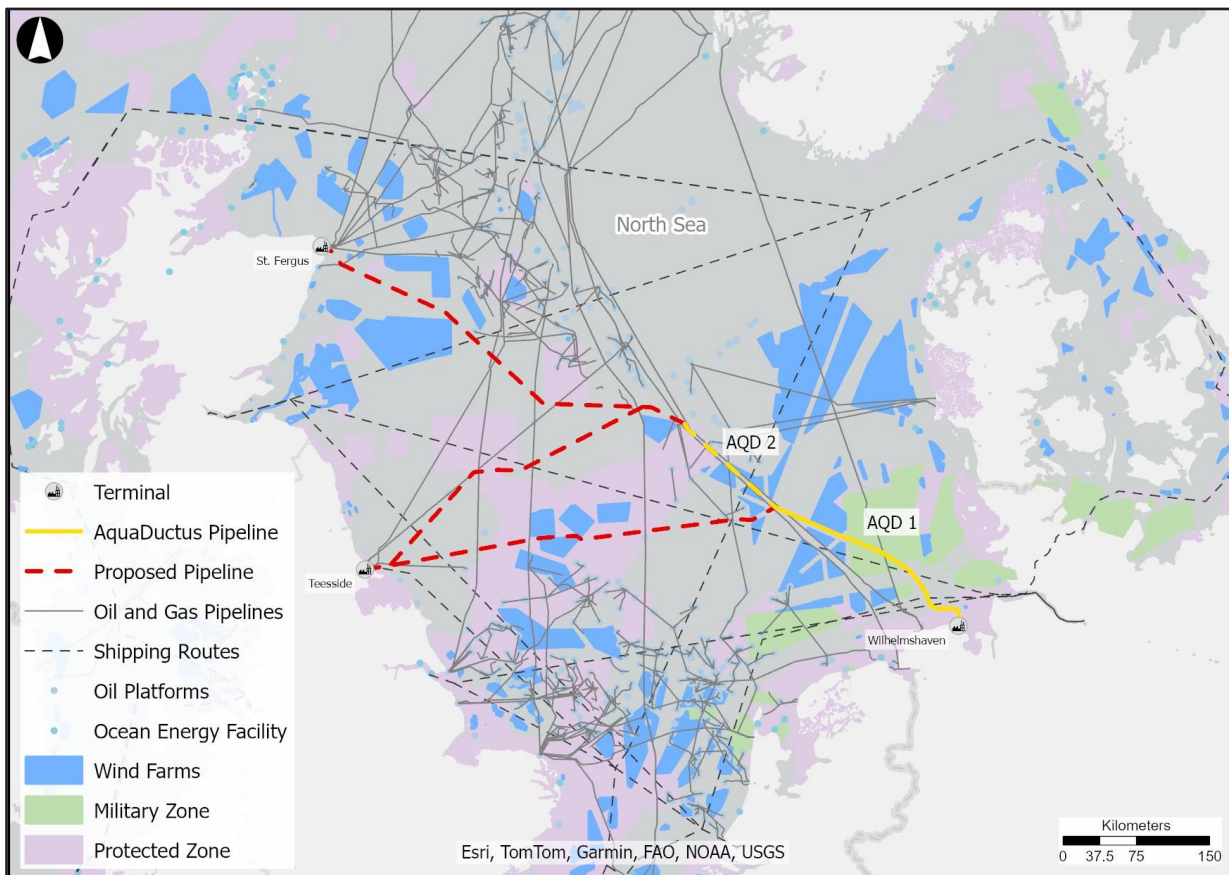 North Sea
St. Fergus
AQD 2
AQD 1
Teesside
Wilhelmshaven
Terminal
AquaDuctus Pipeline
Proposed Pipeline
Oil and Gas Pipelines
Shipping Routes
Oil Platforms
Ocean Energy Facility
Wind Farms
Military Zone
Protected Zone
Esri, TomTom, Garmin, FAO, NOAA, USGS
Kilometers
0 37.5 75 150